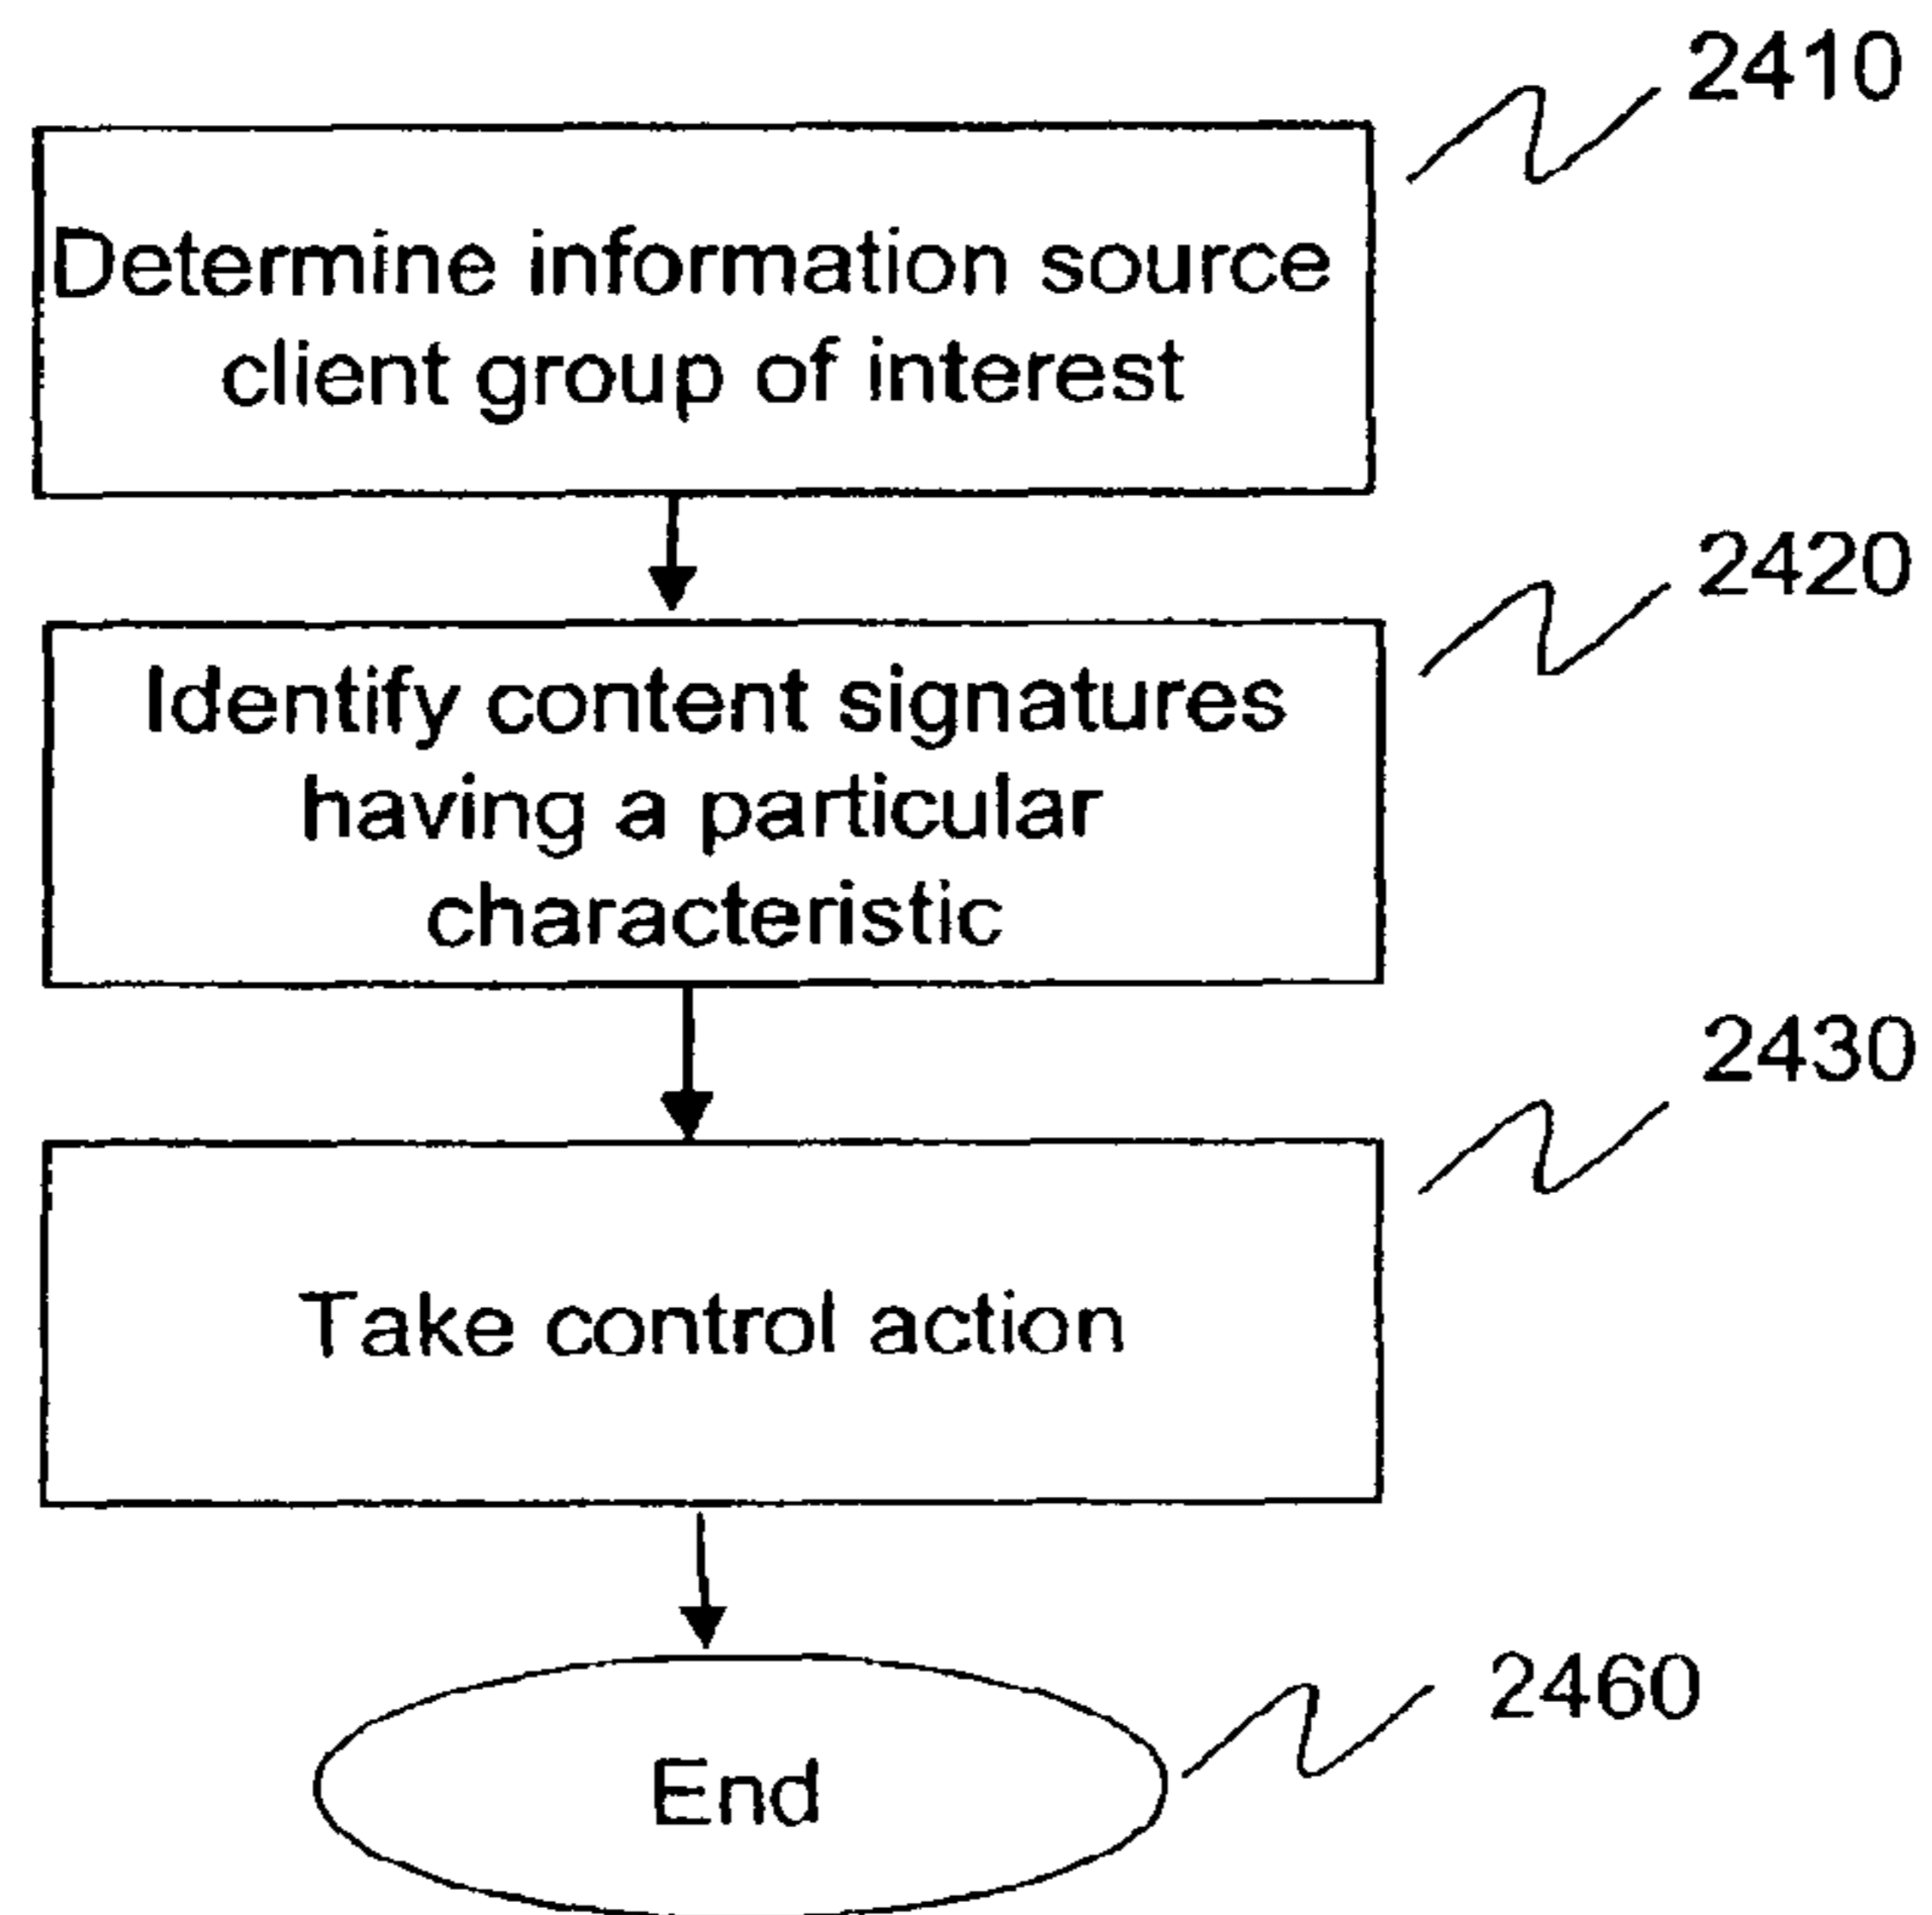 2410
Determine information source
client group of interest
2420
Identify content signatures
having a particular
characteristic
2430
Take control action
2460
End